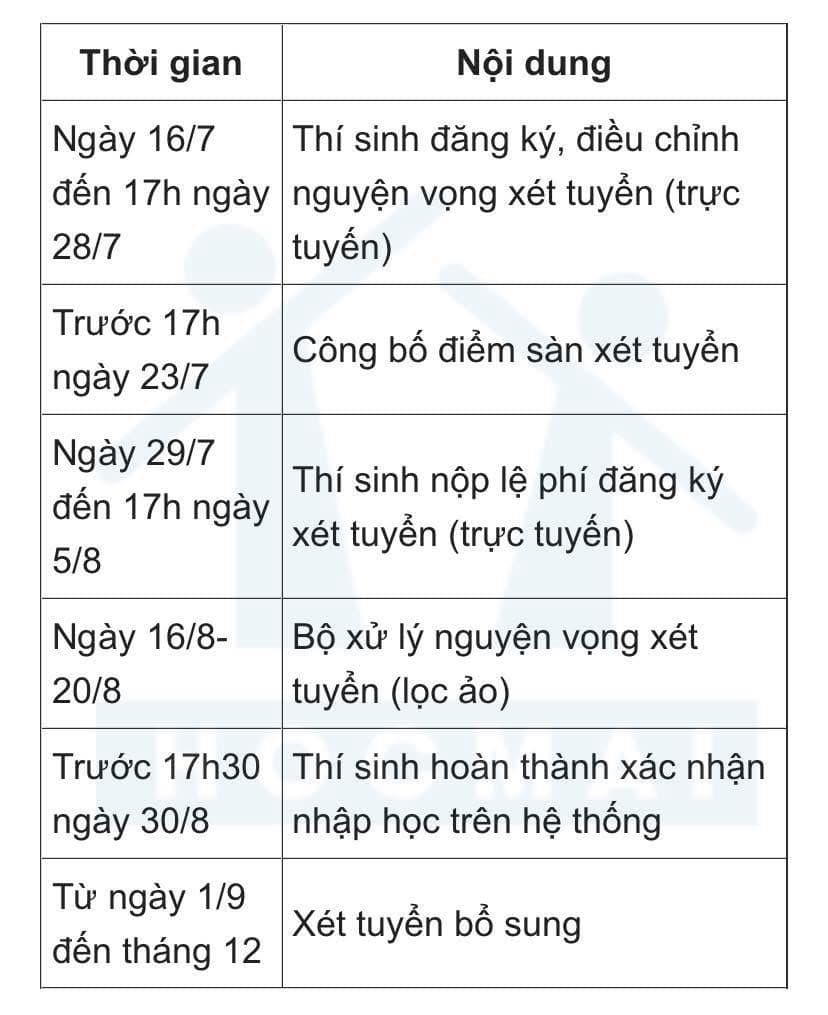 Thời gian
Nội dung
Ngày 16/7
đến 17h ngày
28/7
Thí sinh đăng ký, điều chỉnh
nguyện vọng xét tuyển (trực
tuyến)
Trước 17h
ngày 23/7
Công bố điểm sàn xét tuyển
Ngày 29/7
đến 17h ngày
5/8
Thí sinh nộp lệ phí đăng ký
xét tuyển (trực tuyến)
Ngày 16/8-
20/8
Bộ xử lý nguyện vọng xét
tuyển (lọc ảo)
Trước 17h30
ngày 30/8
Thí sinh hoàn thành xác nhận
nhập học trên hệ thống
Từ ngày 1/9
đến tháng 12
Xét tuyển bổ sung
HOCMAI